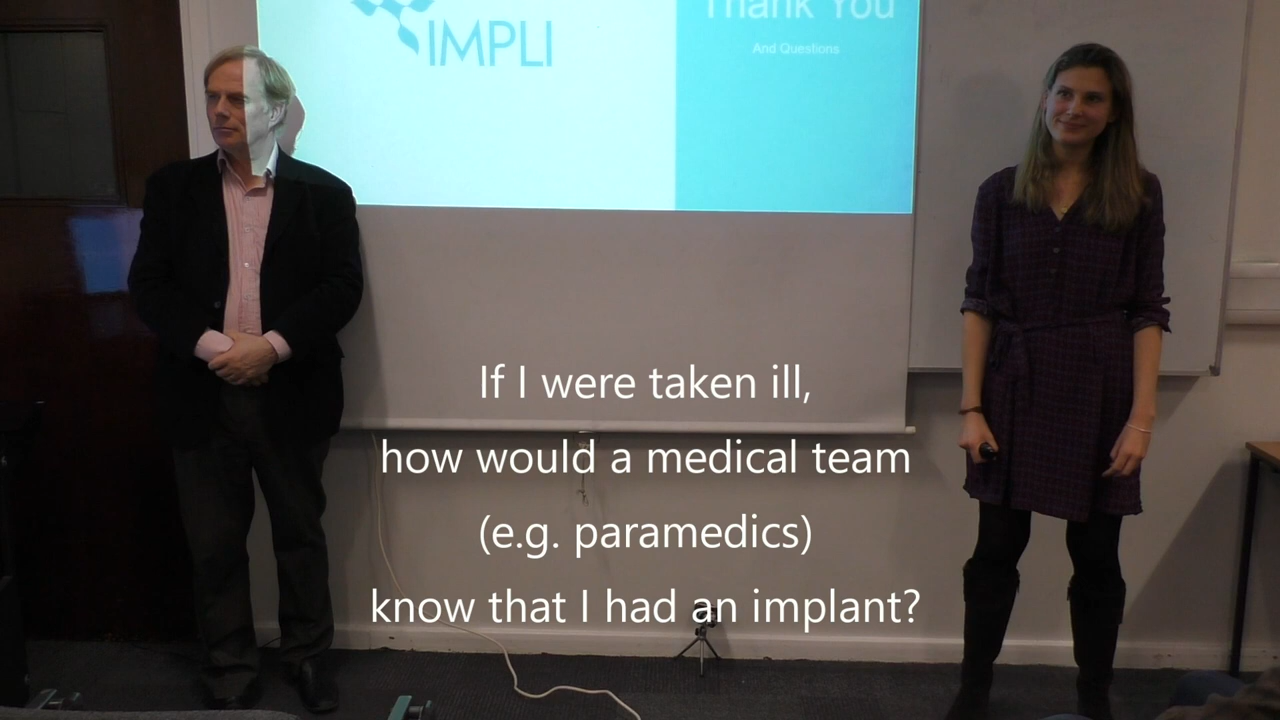 IMPLI
Thank You
And Questions
If I were taken ill,
how would a medical team
(e.g. paramedics)
know that I had an implant?